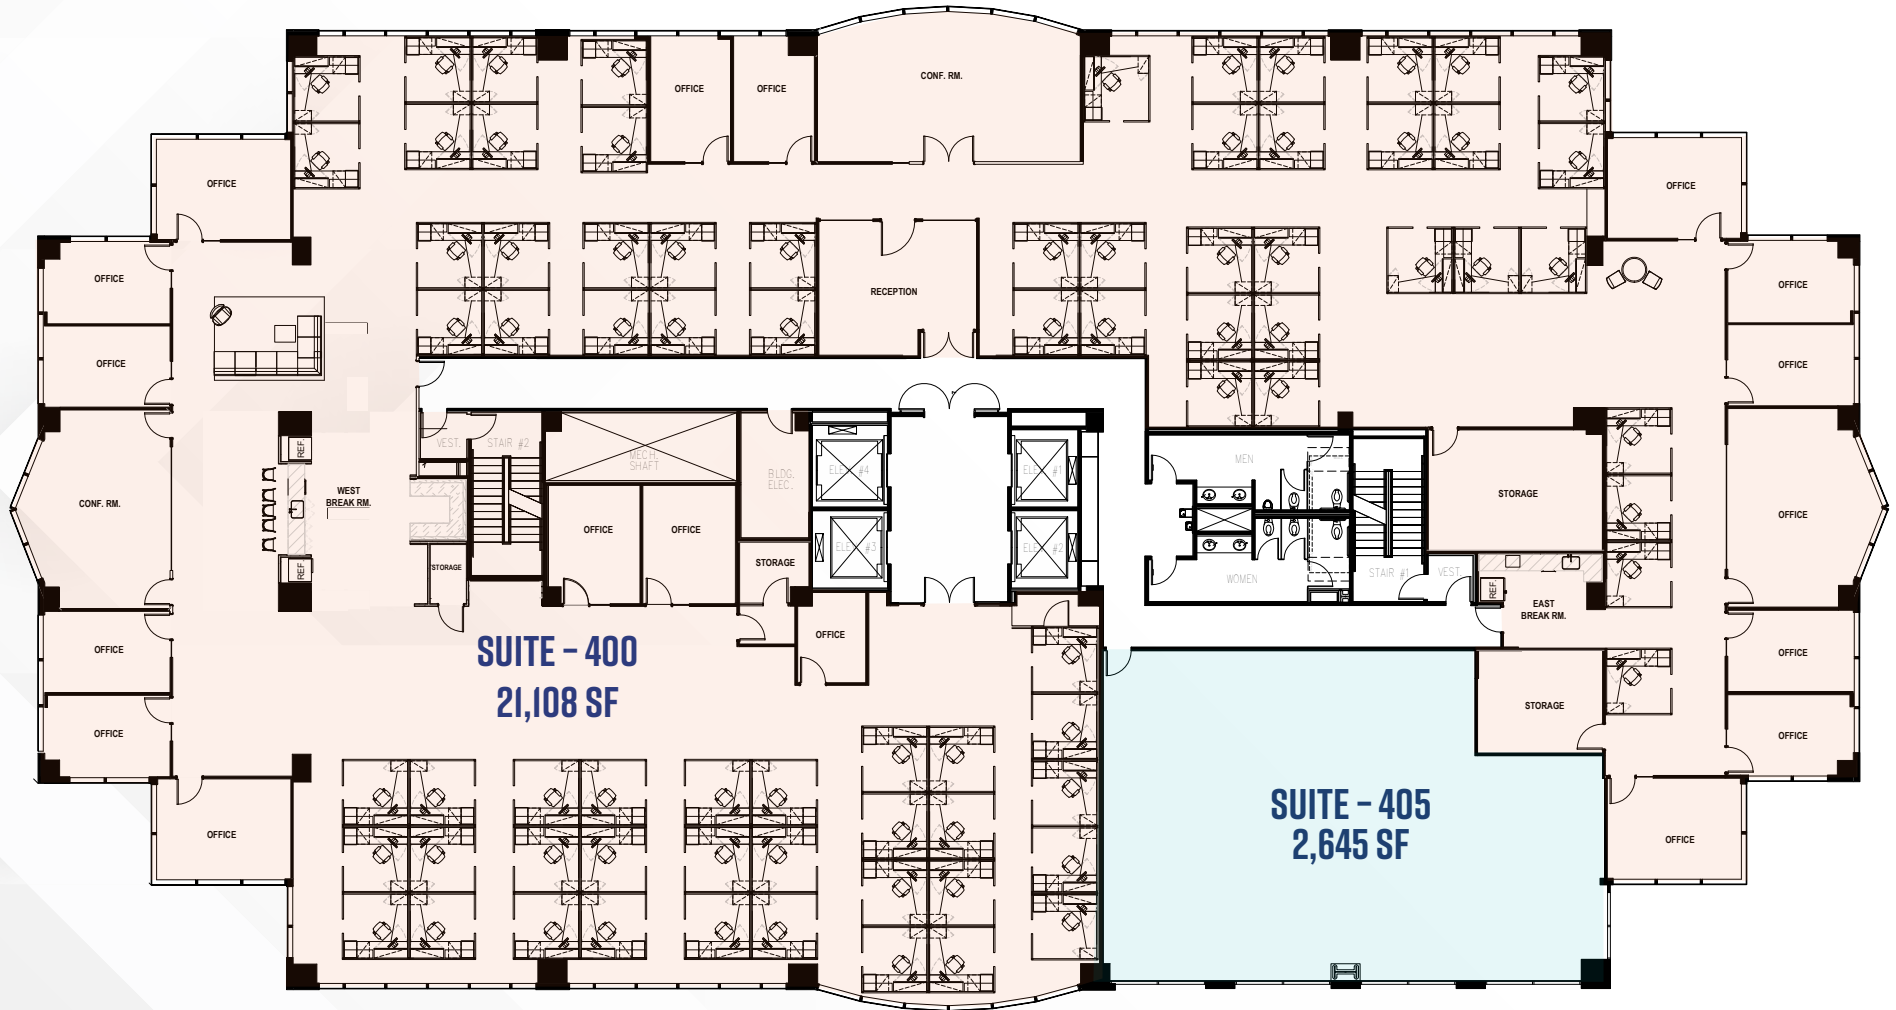 CONF. RM.
OFFICE
OFFICE
OFFICE
OFFICE
OFFICE
RECEPTION
OFFICE
OFFICE
OFFICE
VEST.
STAIR #2
MECH.
SHAFT
BLDG.
ELEC.
ELEV. #4
ELEV. #1
MEN
REF.
WEST
BREAK RM.
CONF. RM.
STORAGE
OFFICE
OFFICE
OFFICE
ELEV. #3
ELEV. #2
STORAGE
STORAGE
WOMEN
STAIR #1
VEST.
REF.
REF.
EAST
BREAK RM.
OFFICE
SUITE – 400
21,108 SF
OFFICE
OFFICE
STORAGE
OFFICE
OFFICE
OFFICE
SUITE – 405
2,645 SF
OFFICE